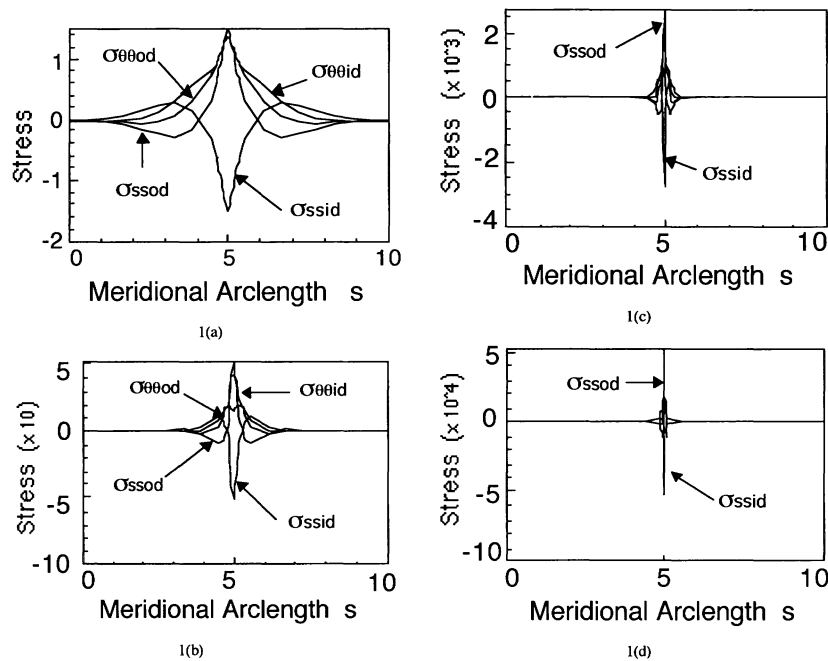 1
0
-1
-2
Stress
σθθod
σθθid
σssod
σssid
0
5
10
Meridional Arclength s
1(a)
2
0
-2
-4
Stress (×10^3)
σssod
σssid
0
5
10
Meridional Arclength s
1(c)
5
0
-5
-10
Stress (×10)
σθθod
σθθid
σssod
σssid
0
5
10
Meridional Arclength s
1(b)
5
0
-5
-10
Stress (×10^4)
σssod
σssid
0
5
10
Meridional Arclength s
1(d)